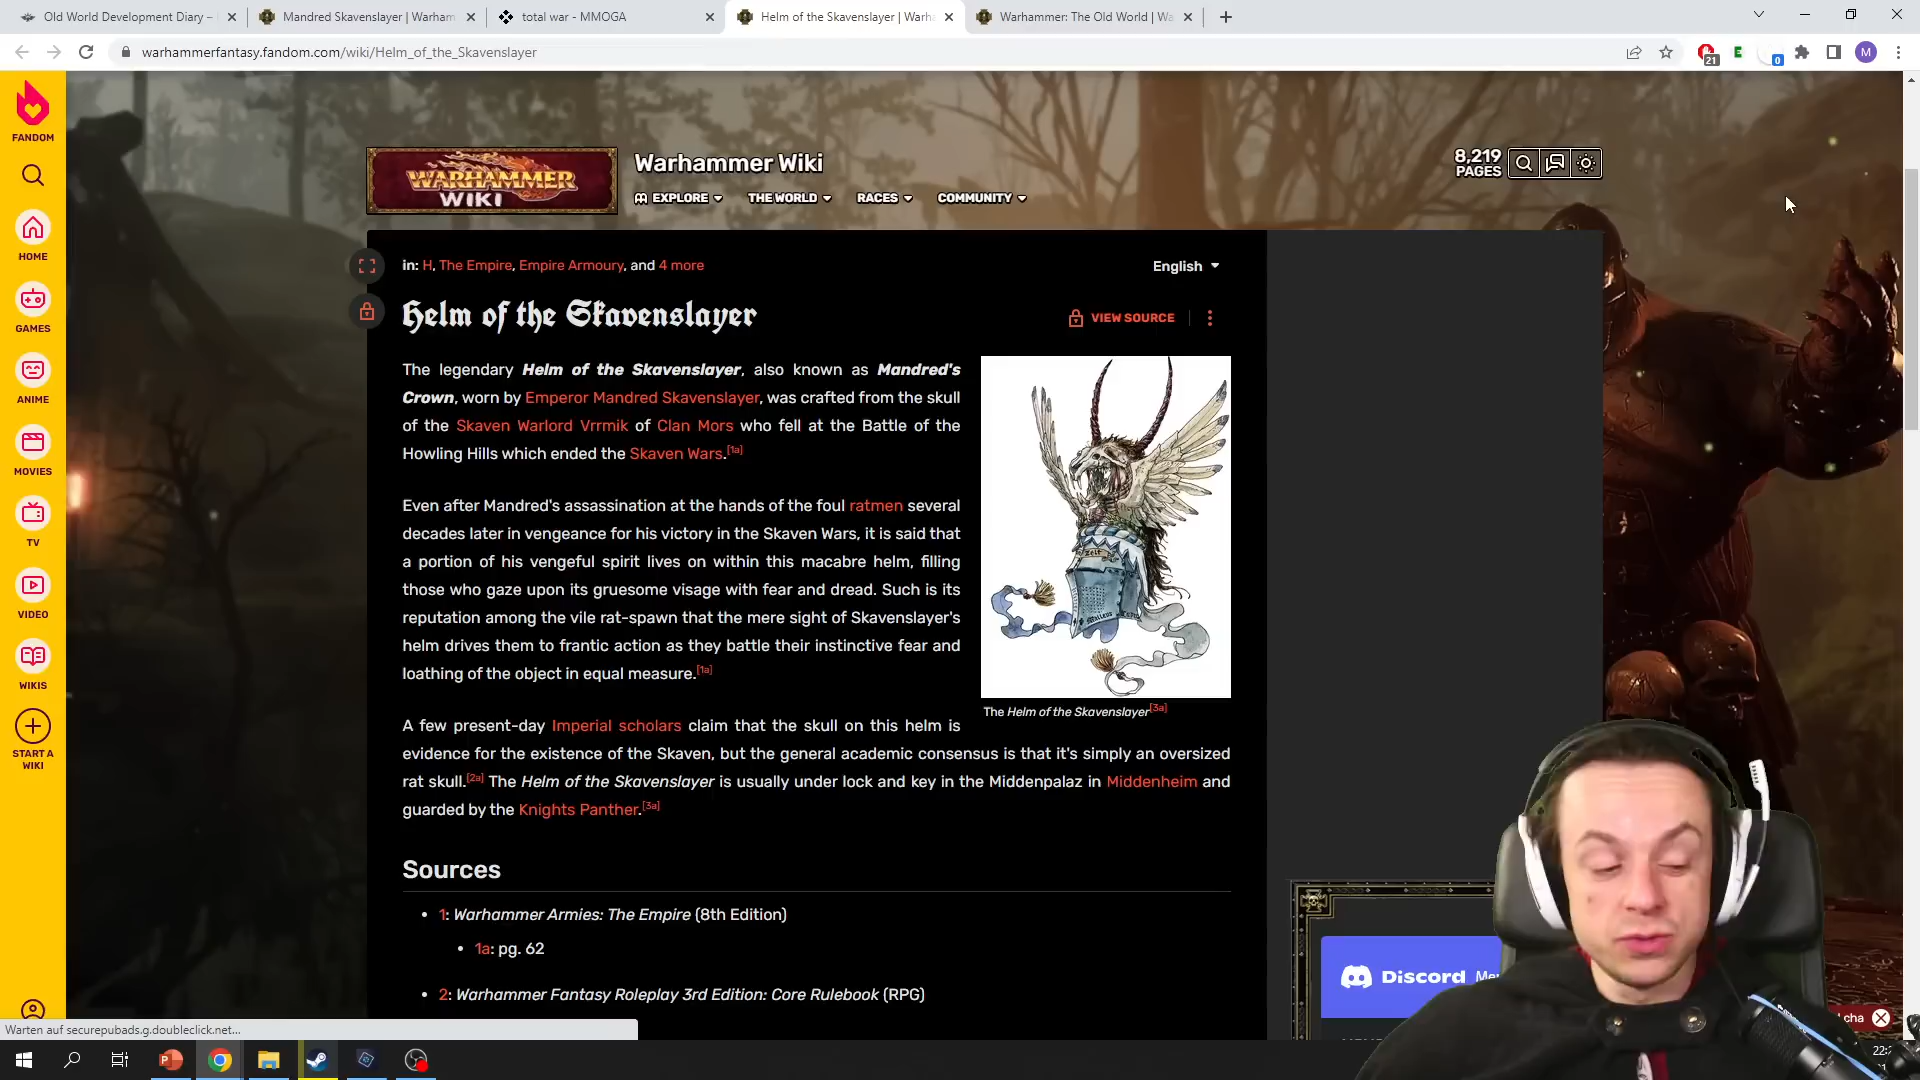 Old World Development Diary –
Mandred Skavenslayer | Warham
total war - MMOGA
Helm of the Skavenslayer | Warha
Warhammer: The Old World | Wa
warhammerfantasy.fandom.com/wiki/Helm_of_the_Skavenslayer
21
E
0
M
FANDOM
HOME
GAMES
ANIME
MOVIES
TV
VIDEO
WIKIS
START A
WIKI
WARHAMMER
WIKI
Warhammer Wiki
EXPLORE
THE WORLD
RACES
COMMUNITY
8,219
PAGES
in: H, The Empire, Empire Armoury, and 4 more
English
Helm of the Skavenslayer
VIEW SOURCE
The legendary Helm of the Skavenslayer, also known as Mandred's
Crown, worn by Emperor Mandred Skavenslayer, was crafted from the skull
of the Skaven Warlord Vrrmik of Clan Mors who fell at the Battle of the
Howling Hills which ended the Skaven Wars.[1a]
Even after Mandred's assassination at the hands of the foul ratmen several
decades later in vengeance for his victory in the Skaven Wars, it is said that
a portion of his vengeful spirit lives on within this macabre helm, filling
those who gaze upon its gruesome visage with fear and dread. Such is its
reputation among the vile rat-spawn that the mere sight of Skavenslayer's
helm drives them to frantic action as they battle their instinctive fear and
loathing of the object in equal measure.[1a]
The Helm of the Skavenslayer[3a]
A few present-day Imperial scholars claim that the skull on this helm is
evidence for the existence of the Skaven, but the general academic consensus is that it's simply an oversized
rat skull.[2a] The Helm of the Skavenslayer is usually under lock and key in the Middenpalaz in Middenheim and
guarded by the Knights Panther.[3a]
Sources
1: Warhammer Armies: The Empire (8th Edition)
1a: pg. 62
2: Warhammer Fantasy Roleplay 3rd Edition: Core Rulebook (RPG)
Discord
Warten auf securepubads.g.doubleclick.net...
cha
22: